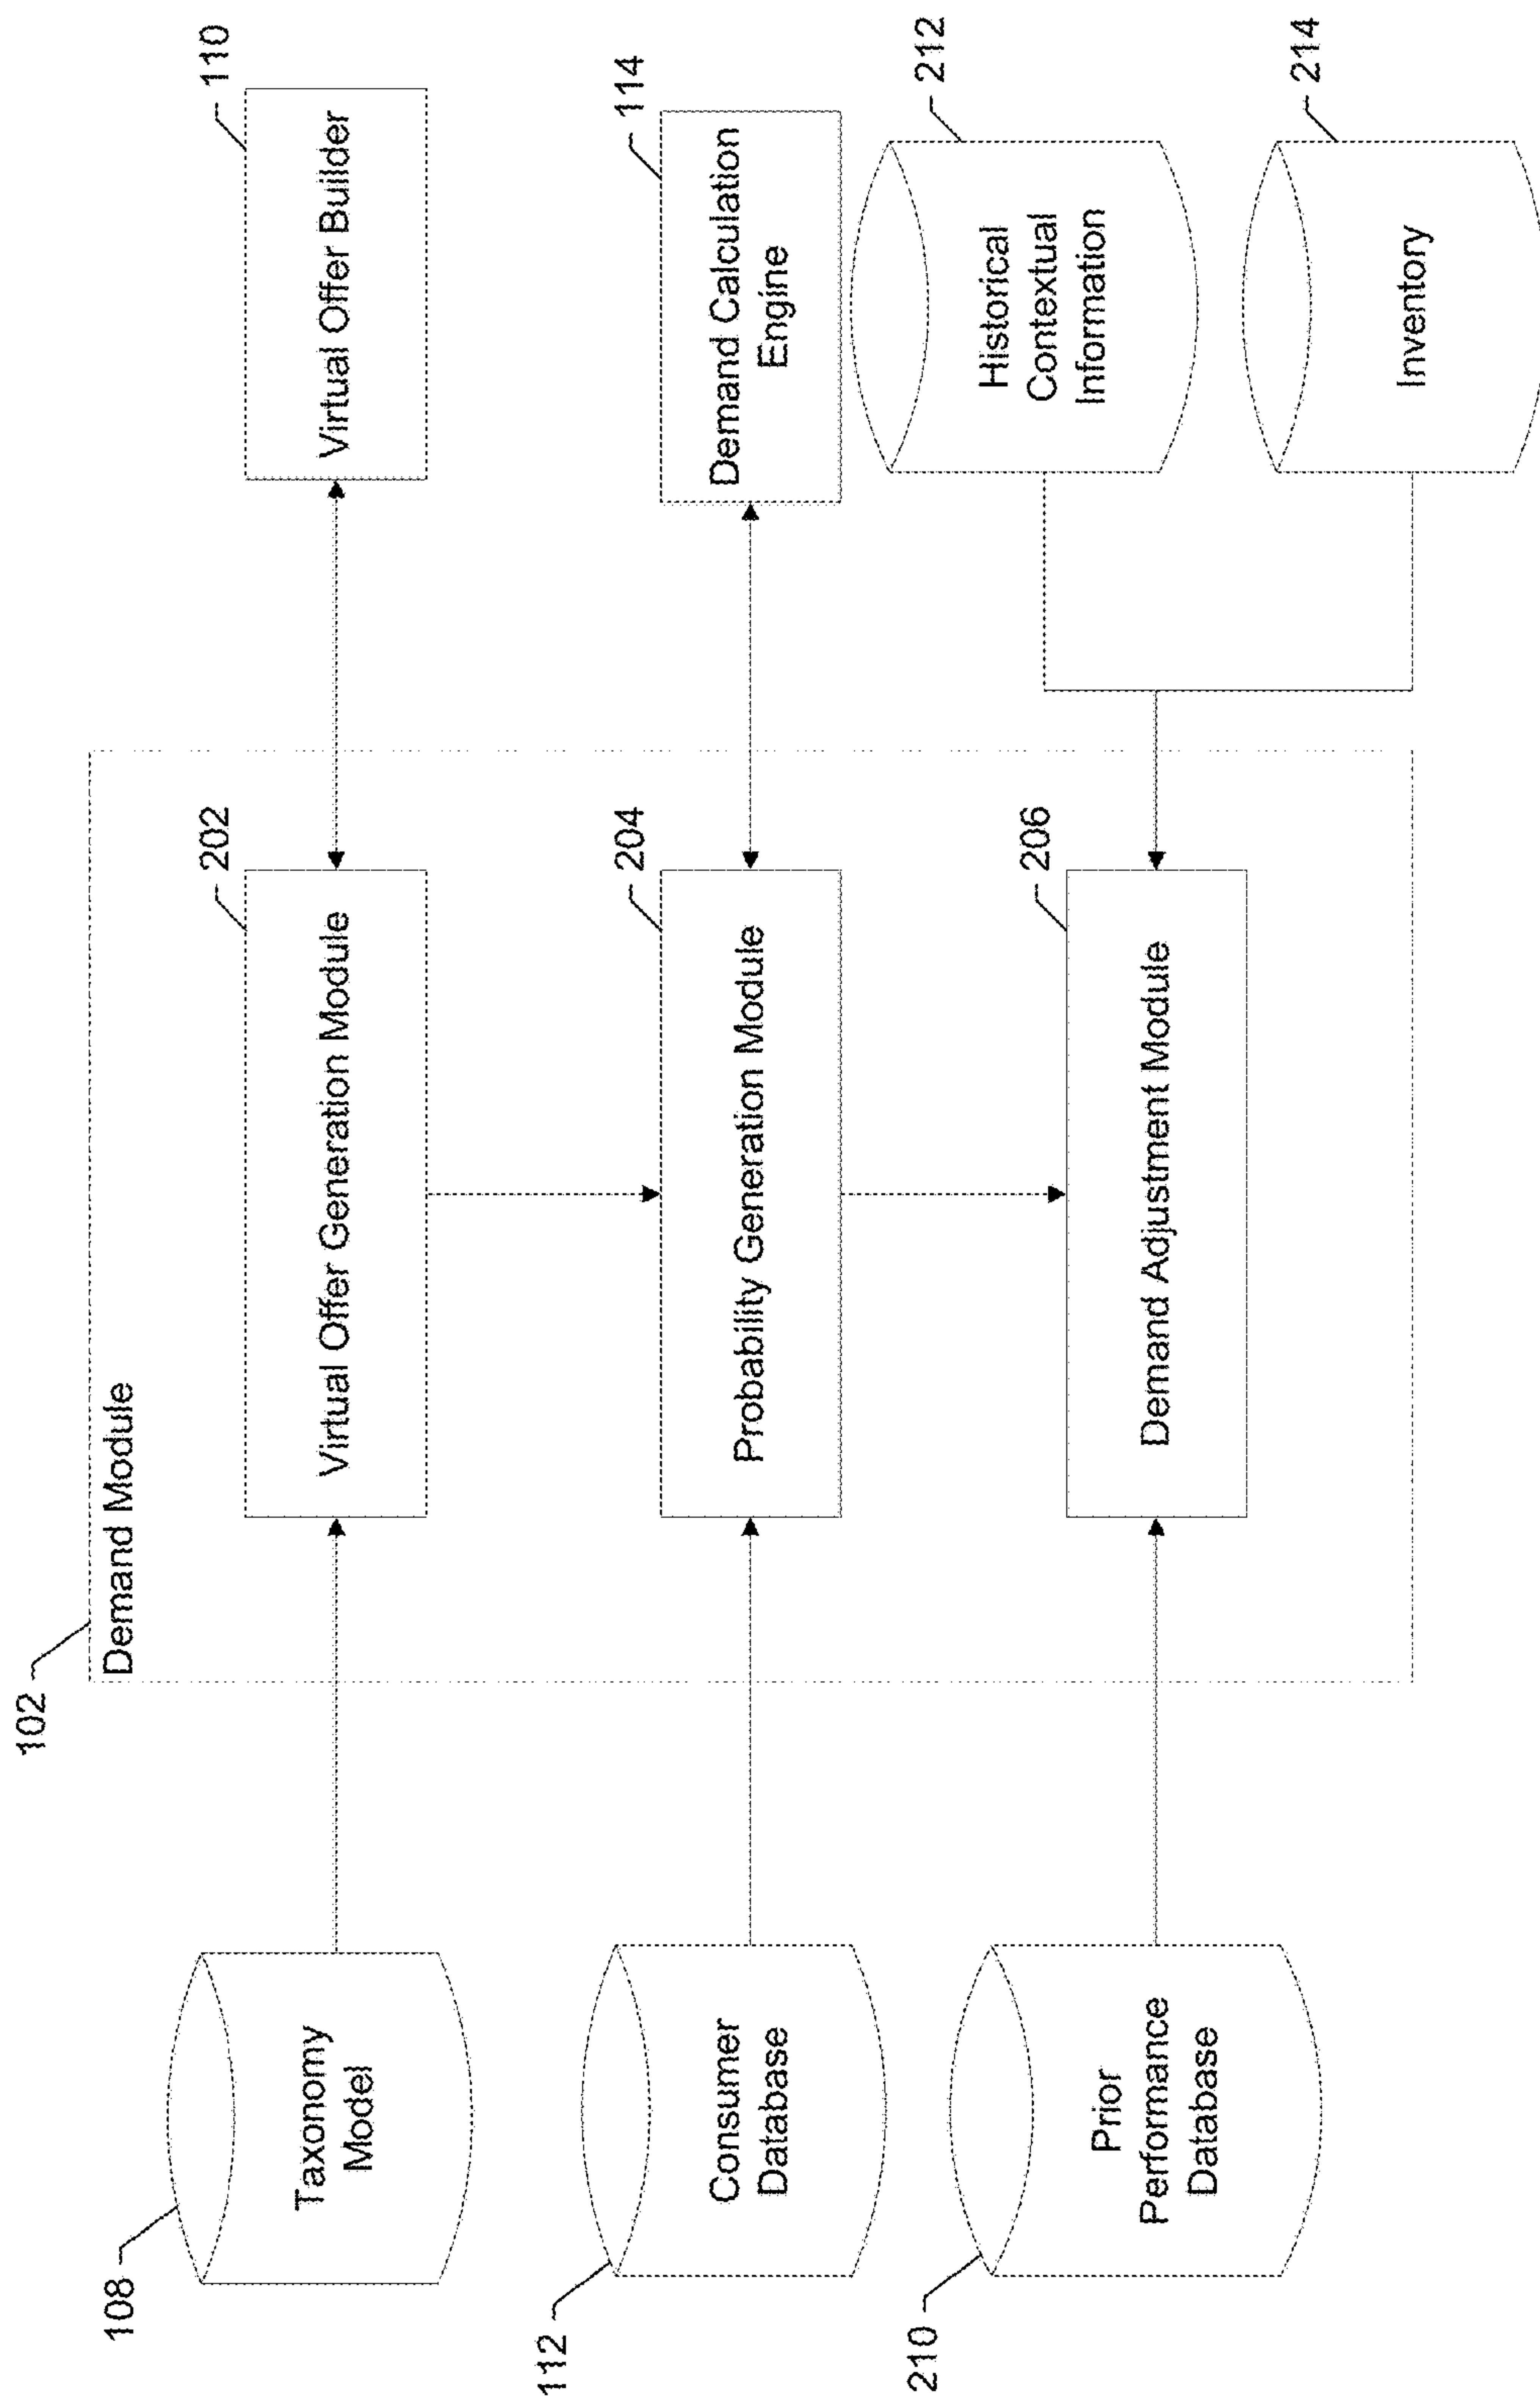 102
Demand Module
108
Taxonomy
Model
202
Virtual Offer Generation Module
110
Virtual Offer Builder
112
Consumer
Database
204
Probability Generation Module
114
Demand Calculation
Engine
210
Prior
Performance
Database
206
Demand Adjustment Module
212
Historical
Contextual
Information
214
Inventory